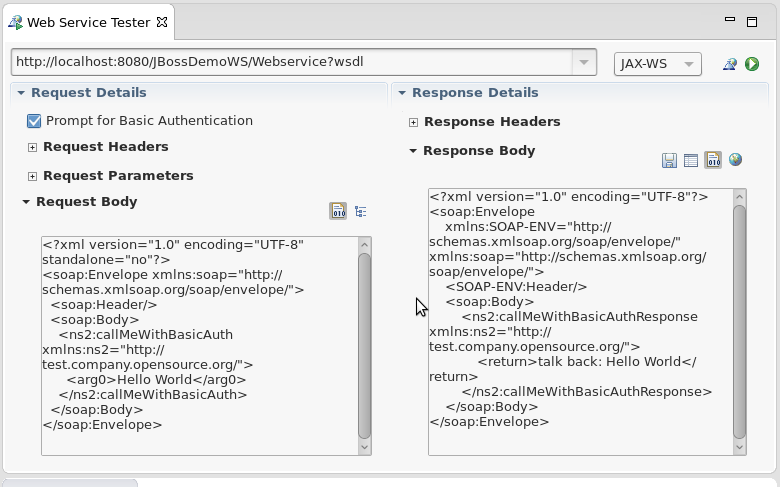 Web Service Tester
http://localhost:8080/JBossDemoWS/Webservice?wsdl
JAX-WS
Request Details
Prompt for Basic Authentication
Request Headers
Request Parameters
Request Body
010
<?xml version="1.0" encoding="UTF-8"
standalone="no"?>
<soap:Envelope xmlns:soap="http://
schemas.xmlsoap.org/soap/envelope/">
<soap:Header/>
<soap:Body>
<ns2:callMeWithBasicAuth
xmlns:ns2="http://
test.company.opensource.org/">
<arg0>Hello World</arg0>
</ns2:callMeWithBasicAuth>
</soap:Body>
</soap:Envelope>
Response Details
Response Headers
Response Body
010
<?xml version="1.0" encoding="UTF-8"?>
<soap:Envelope
xmlns:SOAP-ENV="http://
schemas.xmlsoap.org/soap/envelope/"
xmlns:soap="http://schemas.xmlsoap.org/
soap/envelope/">
<SOAP-ENV:Header/>
<soap:Body>
<ns2:callMeWithBasicAuthResponse
xmlns:ns2="http://
test.company.opensource.org/">
<return>talk back: Hello World</
return>
</ns2:callMeWithBasicAuthResponse>
</soap:Body>
</soap:Envelope>